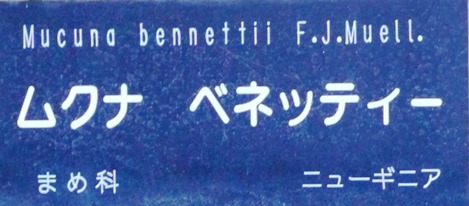 Mucuna bennettii F.J.Muell.
ムクナ ベネッティー
まめ科 ニューギニア